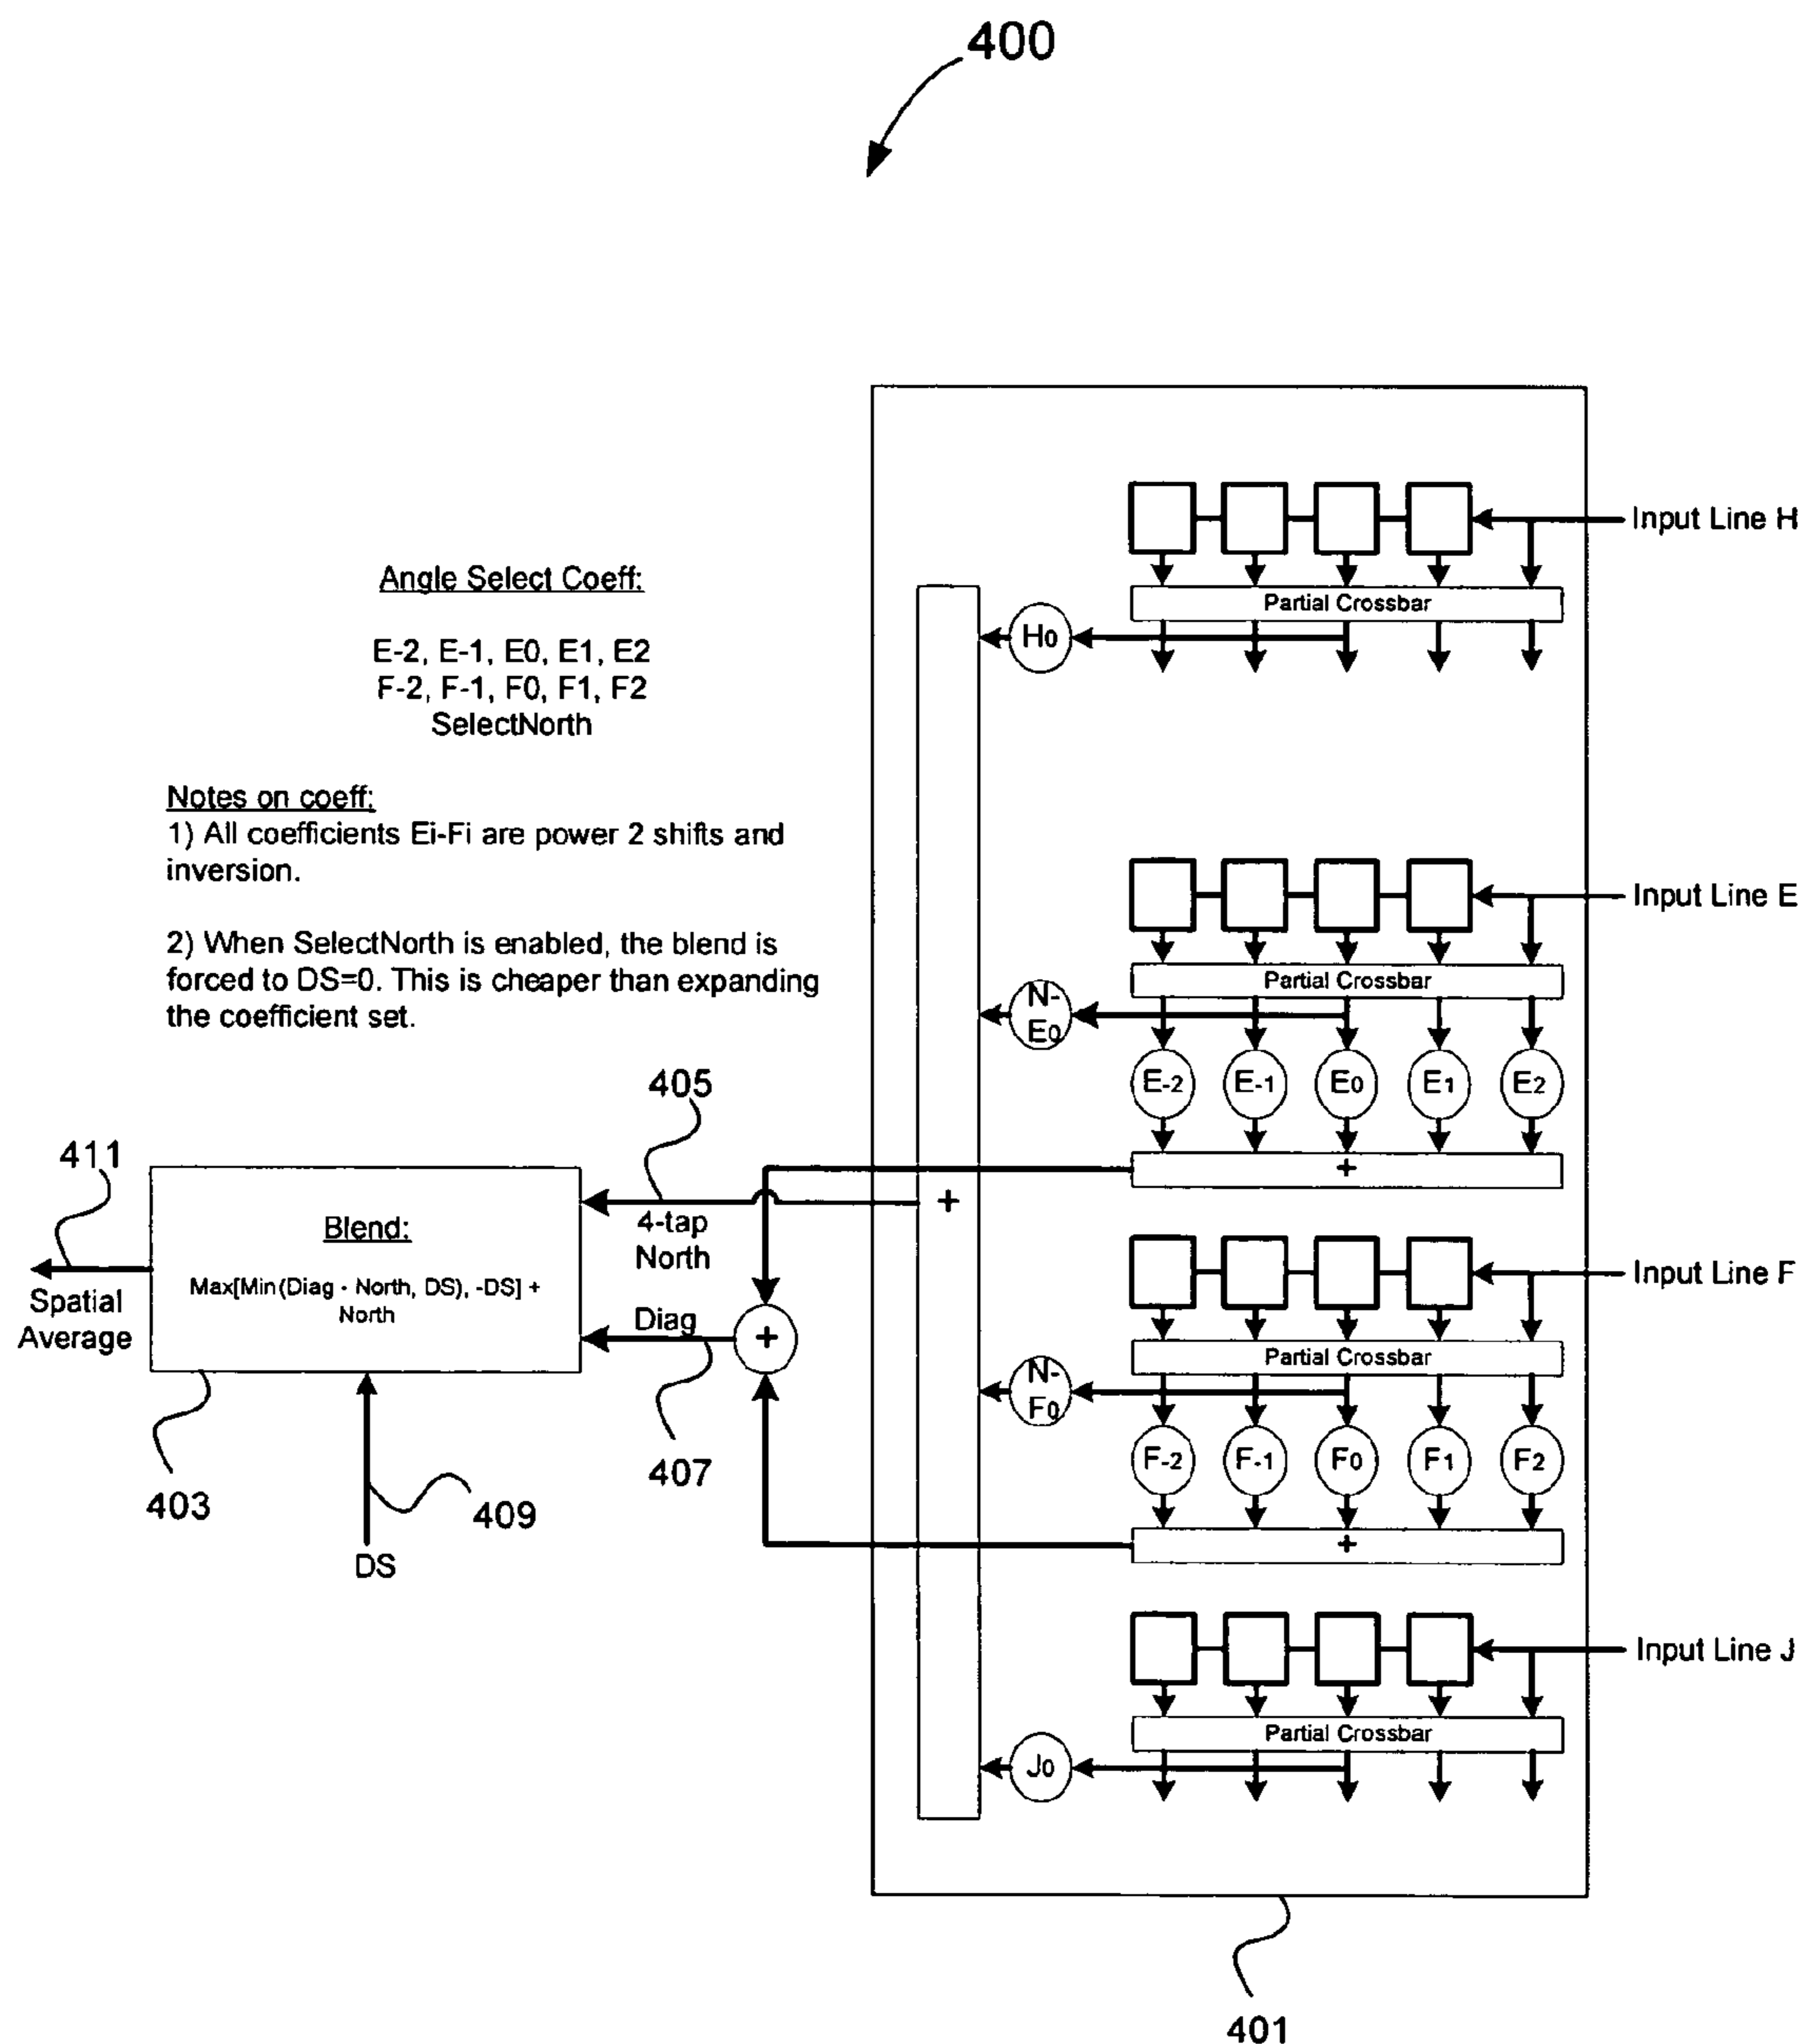 400
Input Line H
Partial Crossbar
H0
Angle Select Coeff:
E-2, E-1, E0, E1, E2
F-2, F-1, F0, F1, F2
SelectNorth
Notes on coeff:
1) All coefficients Ei-Fi are power 2 shifts and
inversion.
2) When SelectNorth is enabled, the blend is
forced to DS=0. This is cheaper than expanding
the coefficient set.
Input Line E
Partial Crossbar
N-
E0
E-2 E-1 E0 E1 E2
+
405
411
4-tap
North
+
Blend:
Max[Min(Diag - North, DS), -DS] +
North
Spatial
Average
Diag
+
407
403
409
DS
Input Line F
Partial Crossbar
N-
F0
F-2 F-1 F0 F1 F2
+
Input Line J
Partial Crossbar
J0
401